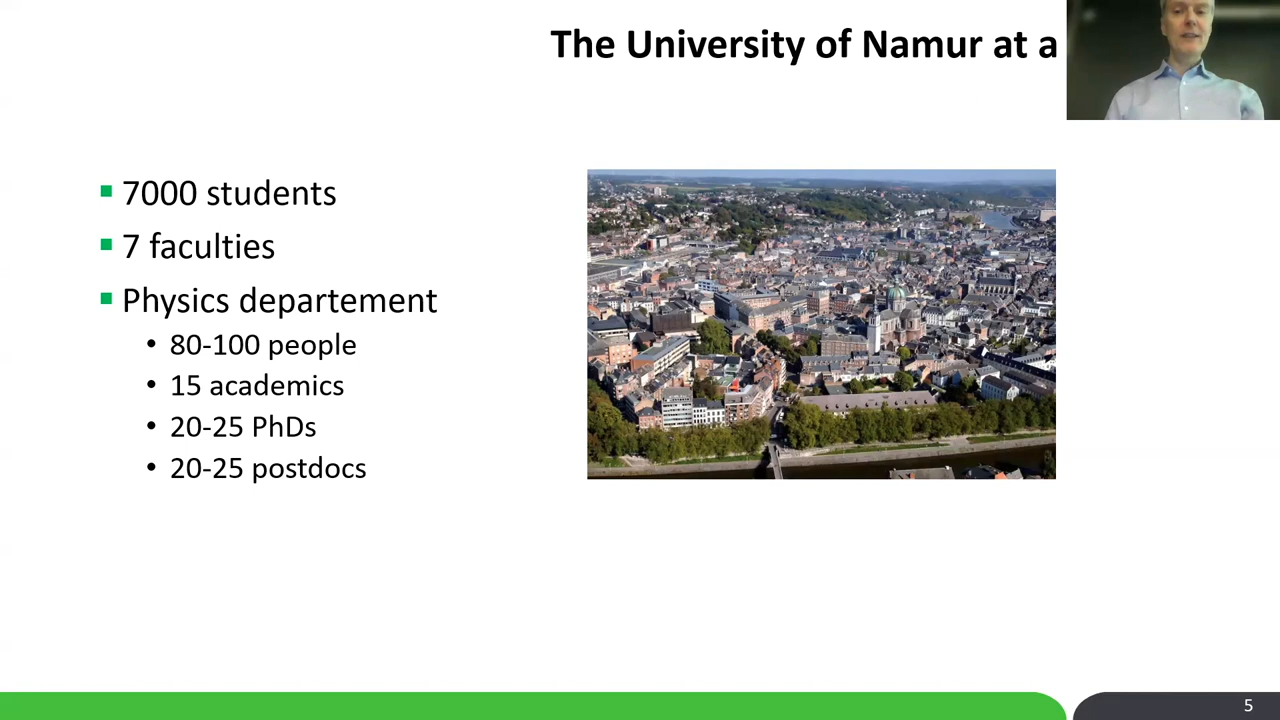 The University of Namur at a
7000 students
7 faculties
Physics departement
80-100 people
15 academics
20-25 PhDs
20-25 postdocs
5